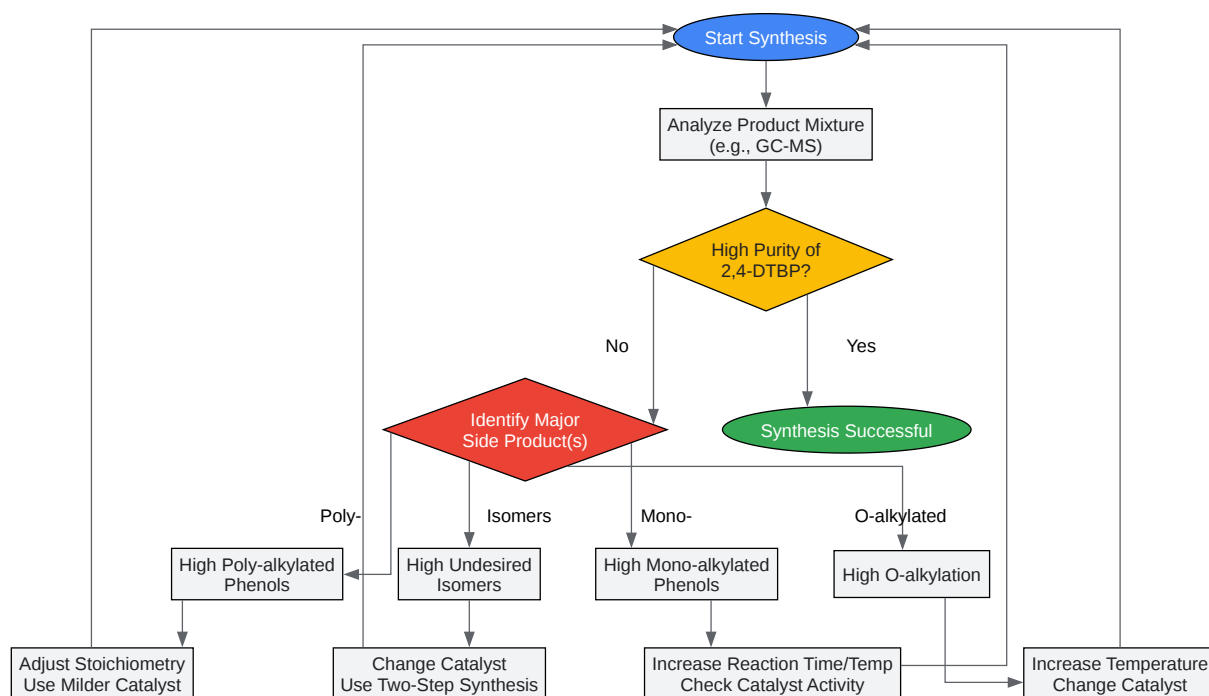 Start Synthesis
Analyze Product Mixture
(e.g., GC-MS)
High Purity of
2,4-DTBP?
No
Yes
Identify Major
Side Product(s)
Synthesis Successful
Poly-
Isomers
Mono-
O-alkylated
High Poly-alkylated
Phenols
High Undesired
Isomers
High Mono-alkylated
Phenols
High O-alkylation
Adjust Stoichiometry
Use Milder Catalyst
Change Catalyst
Use Two-Step Synthesis
Increase Reaction Time/Temp
Check Catalyst Activity
Increase Temperature
Change Catalyst